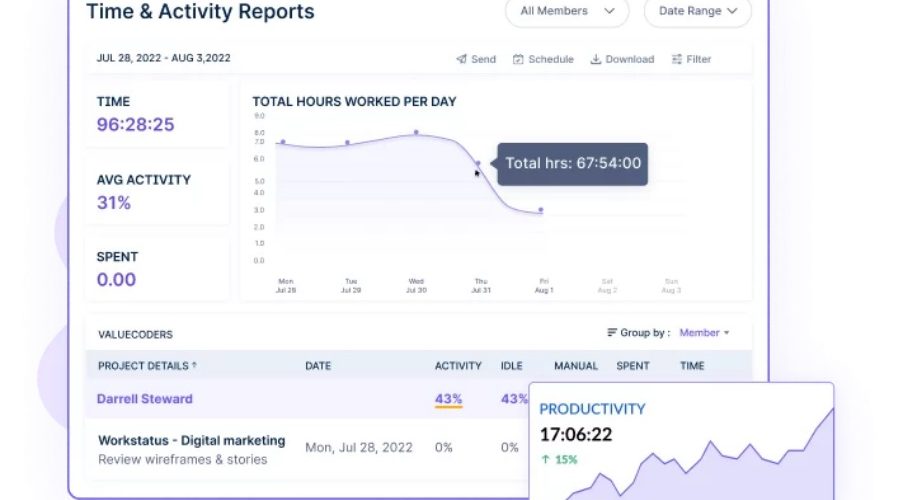 Time & Activity Reports
All Members
Date Range
JUL 28, 2022 - AUG 3,2022
Send
Schedule
Download
Filter
TIME
96:28:25
AVG ACTIVITY
31%
SPENT
0.00
TOTAL HOURS WORKED PER DAY
9.0
8.0
7.0
6.0
5.0
4.0
3.0
2.0
1.0
0.0
Total hrs: 67:54:00
Mon Tue Wed Thu Fri Sat Sun
Jul 28 Jul 29 Jul 30 Jul 31 Aug 1 Aug 2 Aug 3
VALUECODERS
Group by : Member
PROJECT DETAILS ↑ DATE ACTIVITY IDLE MANUAL SPENT TIME
Darrell Steward 43% 43%
Workstatus - Digital marketing
Review wireframes & stories
Mon, Jul 28, 2022 0% 0%
PRODUCTIVITY
17:06:22
↑ 15%